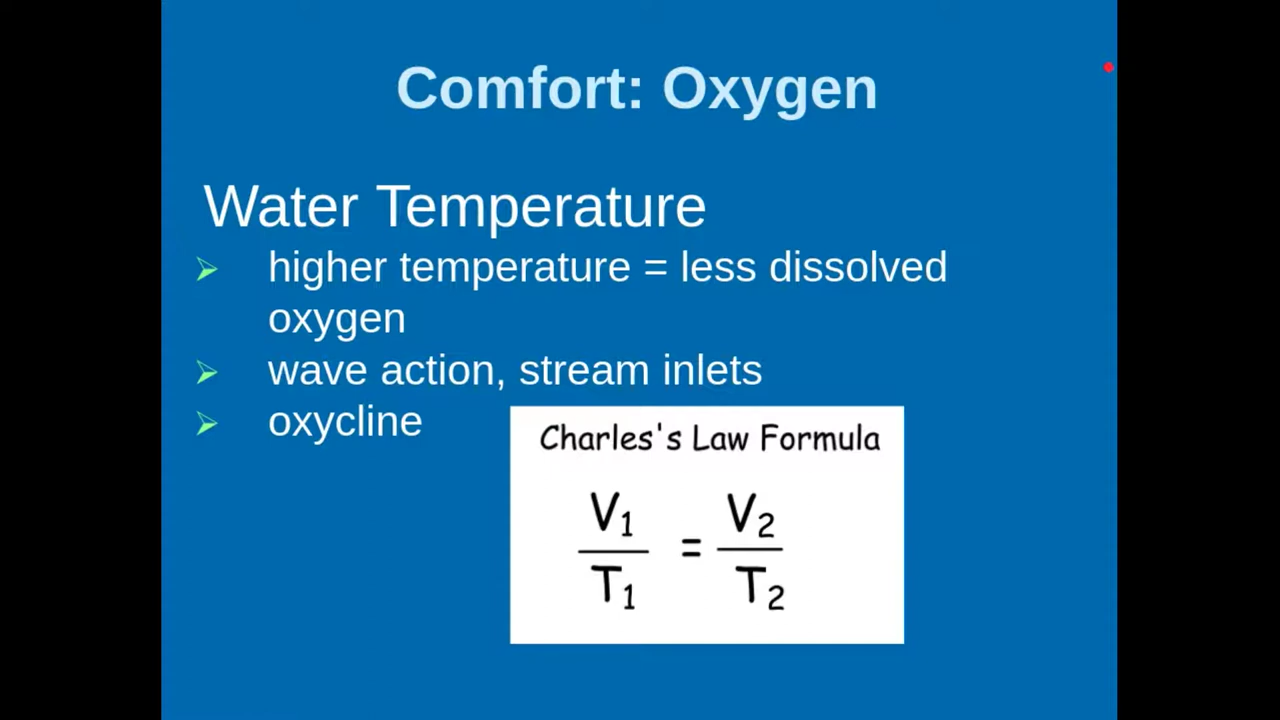 Comfort: Oxygen
Water Temperature
➢ higher temperature = less dissolved
oxygen
➢ wave action, stream inlets
➢ oxycline
Charles's Law Formula
V₁ = V₂
T₁ T₂